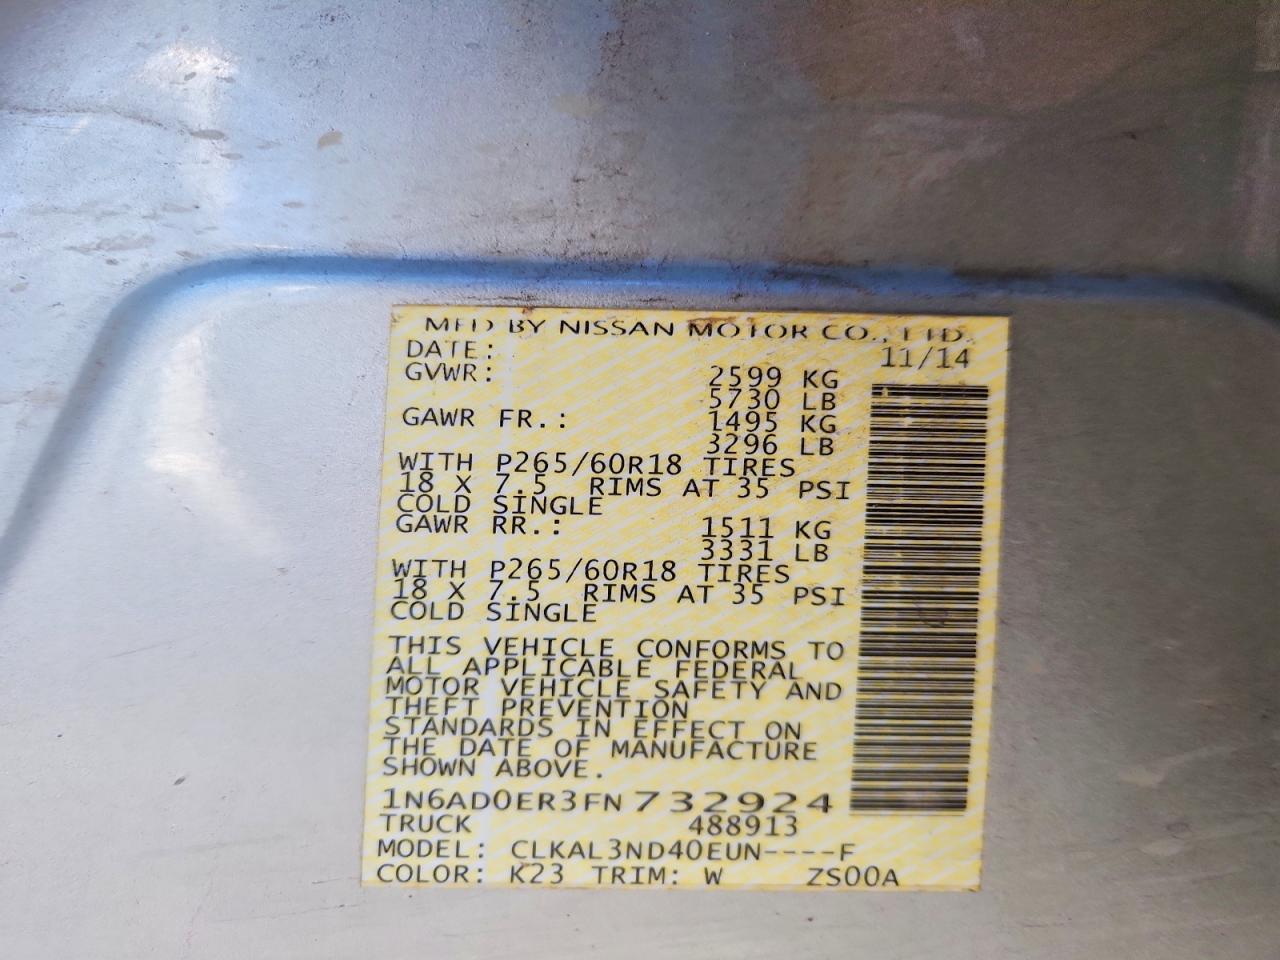 MFD BY NISSAN MOTOR CO., LTD.
DATE: 11/14
GVWR: 2599 KG
5730 LB
GAWR FR.: 1495 KG
3296 LB
WITH P265/60R18 TIRES
18 X 7.5 RIMS AT 35 PSI
COLD SINGLE
GAWR RR.: 1511 KG
3331 LB
WITH P265/60R18 TIRES
18 X 7.5 RIMS AT 35 PSI
COLD SINGLE
THIS VEHICLE CONFORMS TO
ALL APPLICABLE FEDERAL
MOTOR VEHICLE SAFETY AND
THEFT PREVENTION
STANDARDS IN EFFECT ON
THE DATE OF MANUFACTURE
SHOWN ABOVE.
1N6AD0ER3FN732924
TRUCK 488913
MODEL: CLKAL3ND40EUN----F
COLOR: K23 TRIM: W ZS00A